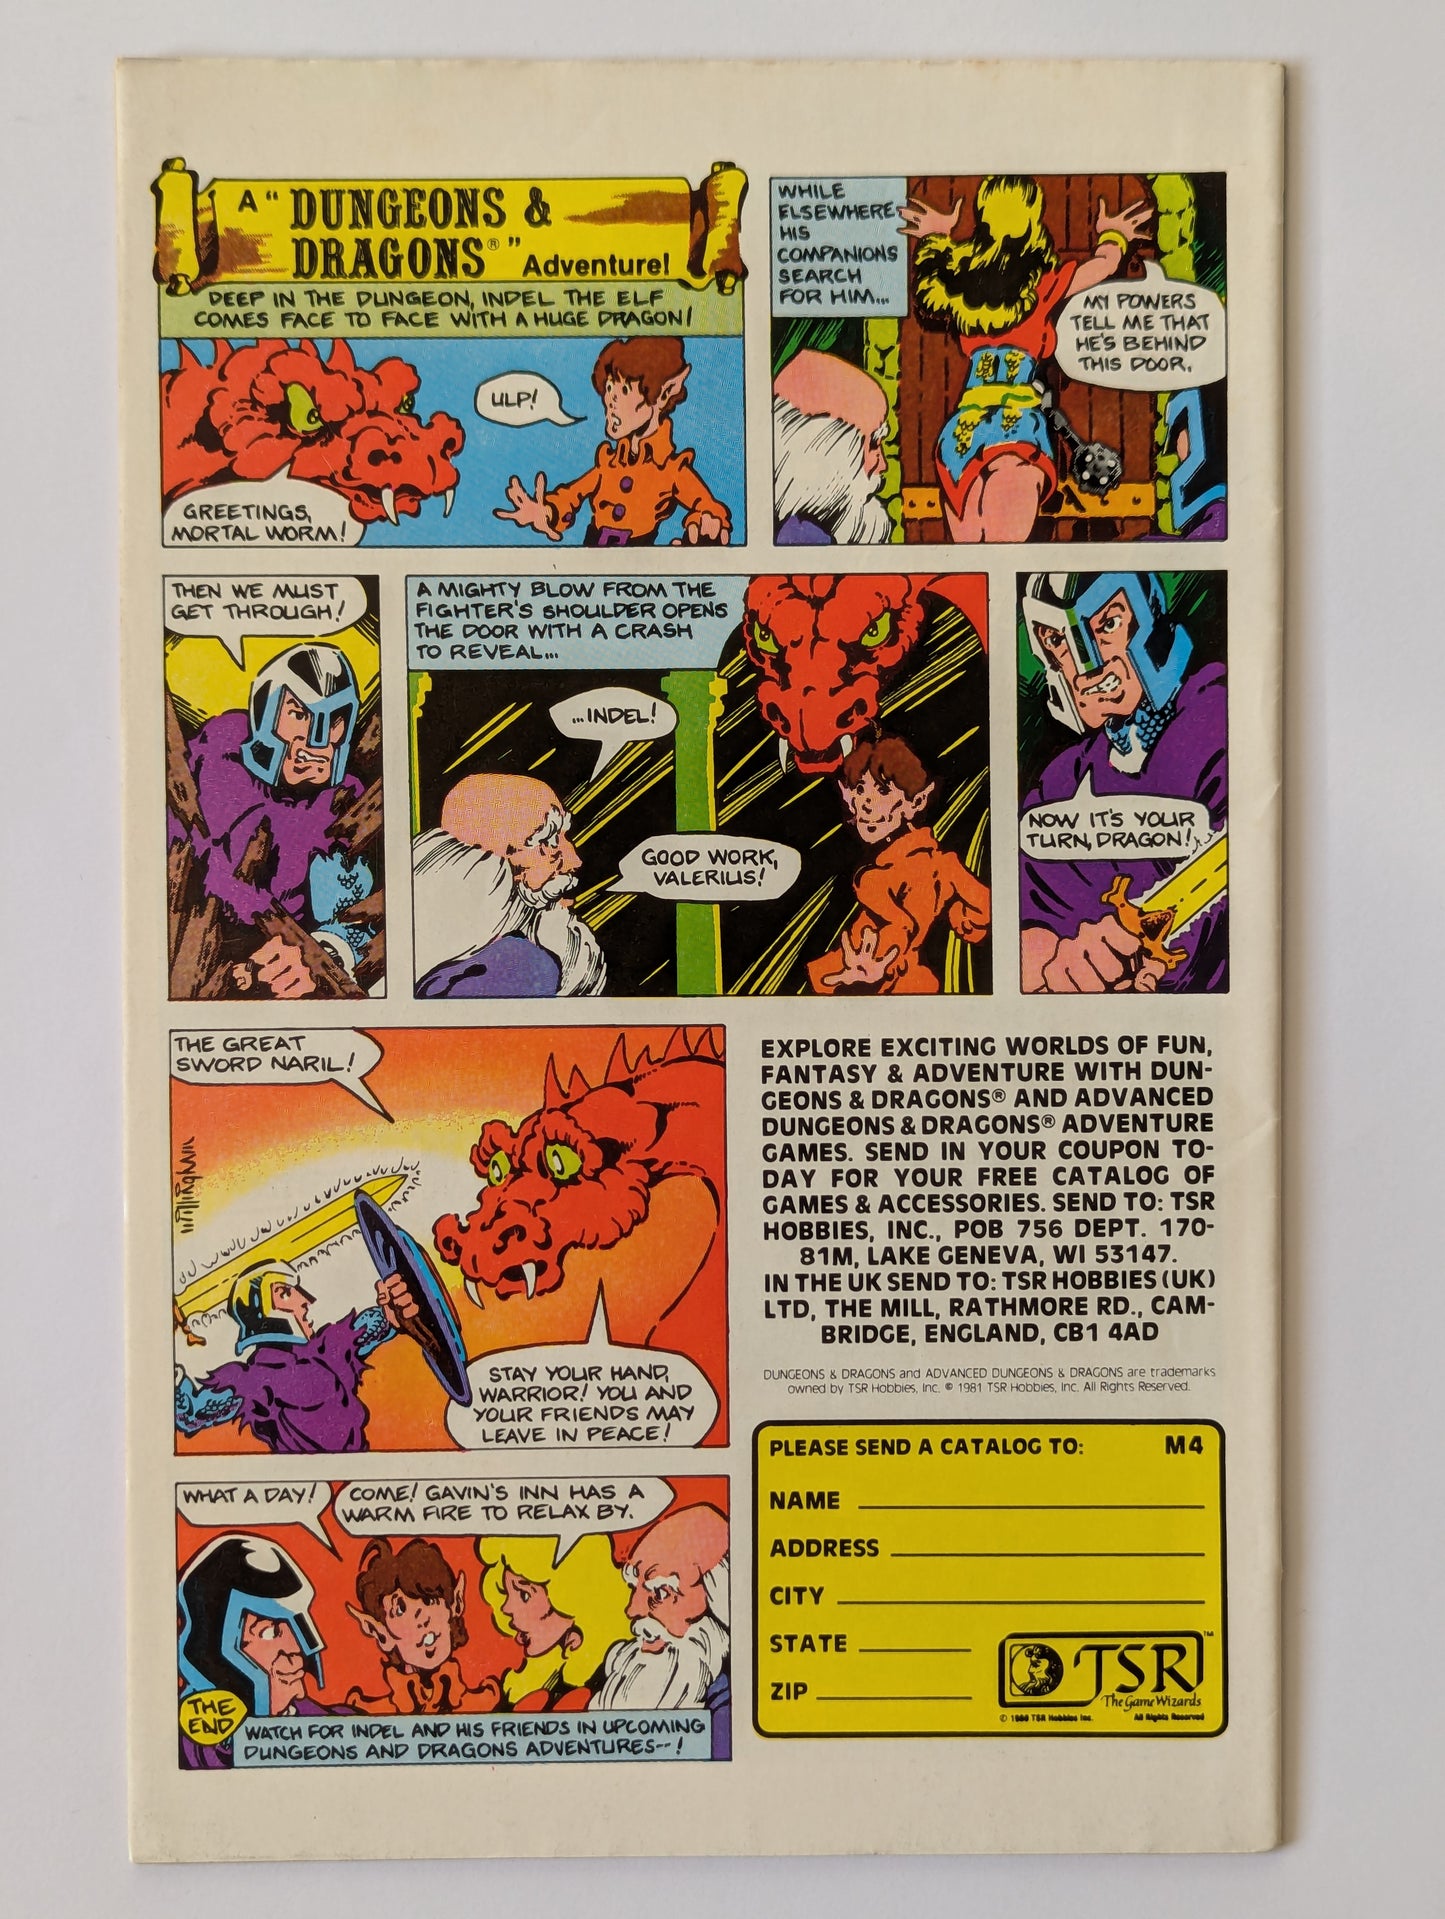 A "DUNGEONS &
DRAGONS®" Adventure!
DEEP IN THE DUNGEON, INDEL THE ELF
COMES FACE TO FACE WITH A HUGE DRAGON!
ULP!
GREETINGS,
MORTAL WORM!
WHILE
ELSEWHERE
HIS
COMPANIONS
SEARCH
FOR HIM...
MY POWERS
TELL ME THAT
HE'S BEHIND
THIS DOOR.
THEN WE MUST
GET THROUGH!
A MIGHTY BLOW FROM THE
FIGHTER'S SHOULDER OPENS
THE DOOR WITH A CRASH
TO REVEAL...
...INDEL!
GOOD WORK,
VALERIUS!
NOW IT'S YOUR
TURN, DRAGON!
THE GREAT
SWORD NARIL!
Willingham
STAY YOUR HAND,
WARRIOR! YOU AND
YOUR FRIENDS MAY
LEAVE IN PEACE!
WHAT A DAY!
COME! GAVIN'S INN HAS A
WARM FIRE TO RELAX BY.
THE
END
WATCH FOR INDEL AND HIS FRIENDS IN UPCOMING
DUNGEONS AND DRAGONS ADVENTURES--!
EXPLORE EXCITING WORLDS OF FUN,
FANTASY & ADVENTURE WITH DUN-
GEONS & DRAGONS® AND ADVANCED
DUNGEONS & DRAGONS® ADVENTURE
GAMES. SEND IN YOUR COUPON TO-
DAY FOR YOUR FREE CATALOG OF
GAMES & ACCESSORIES. SEND TO: TSR
HOBBIES, INC., POB 756 DEPT. 170-
81M, LAKE GENEVA, WI 53147.
IN THE UK SEND TO: TSR HOBBIES (UK)
LTD, THE MILL, RATHMORE RD., CAM-
BRIDGE, ENGLAND, CB1 4AD
DUNGEONS & DRAGONS and ADVANCED DUNGEONS & DRAGONS are trademarks
owned by TSR Hobbies, Inc. © 1981 TSR Hobbies, Inc. All Rights Reserved.
PLEASE SEND A CATALOG TO: M4
NAME
ADDRESS
CITY
STATE
ZIP
TSR™
The Game Wizards
© 1980 TSR Hobbies Inc. All Rights Reserved